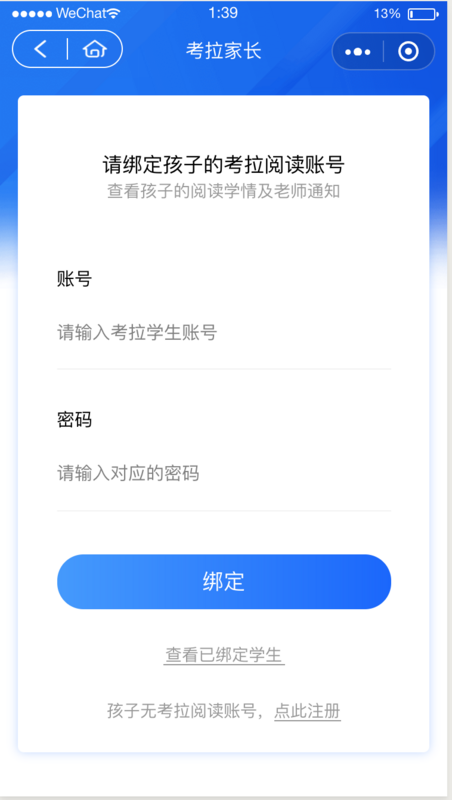 WeChat 1:39 13%
考拉家长
请绑定孩子的考拉阅读账号
查看孩子的阅读学情及老师通知
账号
请输入考拉学生账号
密码
请输入对应的密码
绑定
查看已绑定学生
孩子无考拉阅读账号，点此注册